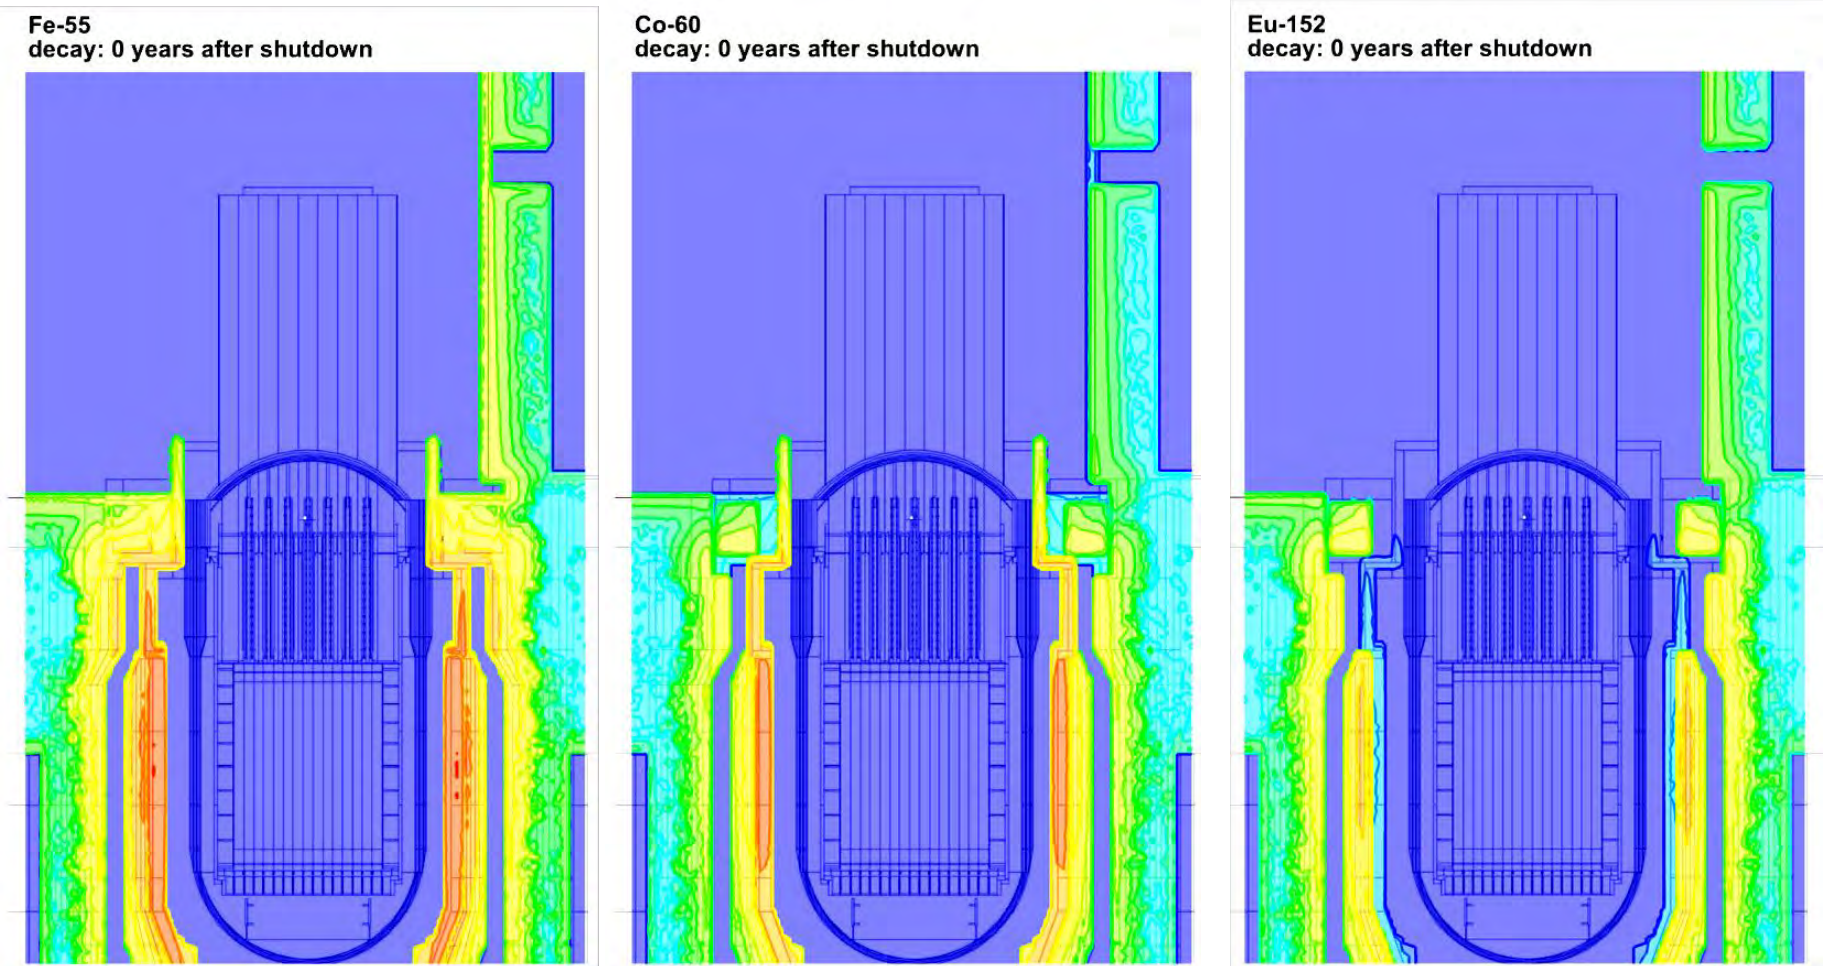 Fe-55
decay: 0 years after shutdown
Co-60
decay: 0 years after shutdown
Eu-152
decay: 0 years after shutdown